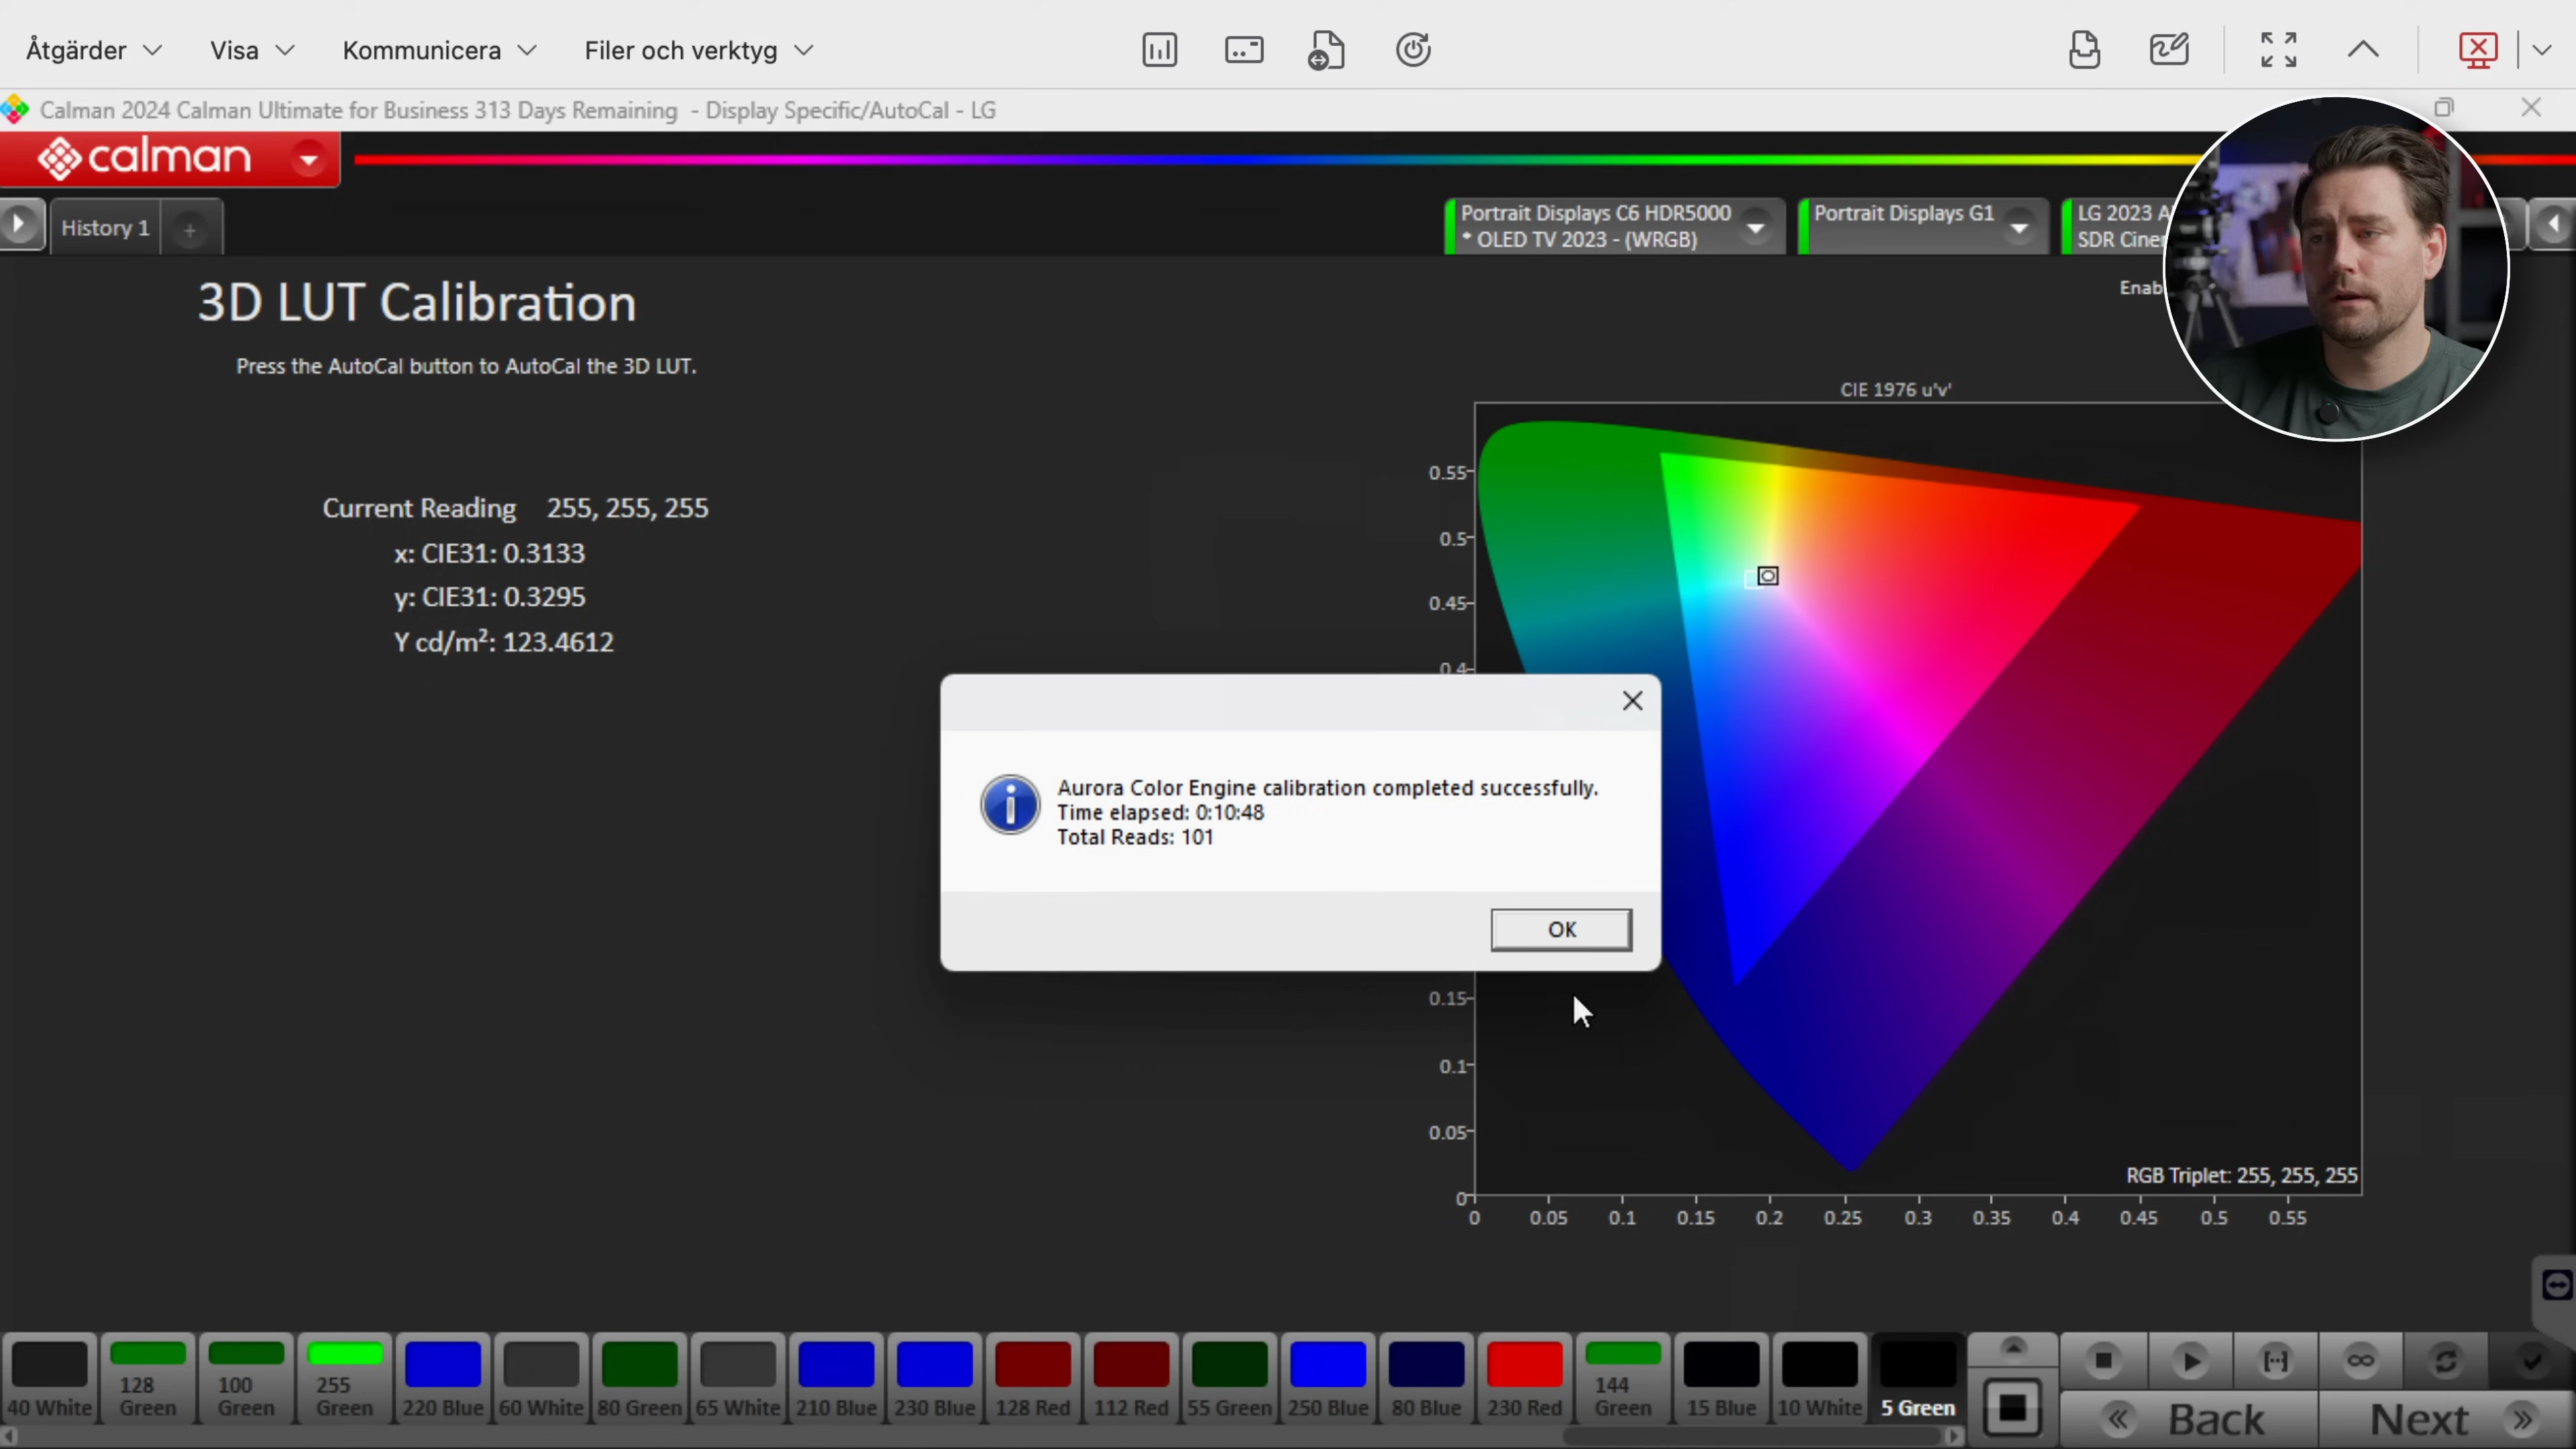 Åtgärder
Visa
Kommunicera
Filer och verktyg
Calman 2024 Calman Ultimate for Business 313 Days Remaining - Display Specific/AutoCal - LG
calman
History 1
+
Portrait Displays C6 HDR5000
* OLED TV 2023 - (WRGB)
Portrait Displays G1
LG 2023
SDR
3D LUT Calibration
Press the AutoCal button to AutoCal the 3D LUT.
Current Reading 255, 255, 255
x: CIE31: 0.3133
y: CIE31: 0.3295
Y cd/m²: 123.4612
CIE 1976 u'v'
0.55
0.5
0.45
0.4
0.15
0.1
0.05
0
0 0.05 0.1 0.15 0.2 0.25 0.3 0.35 0.4 0.45 0.5 0.55
RGB Triplet: 255, 255, 255
Aurora Color Engine calibration completed successfully.
Time elapsed: 0:10:48
Total Reads: 101
OK
40 White
128
Green
100
Green
255
Green
220 Blue
60 White
80 Green
65 White
210 Blue
230 Blue
128 Red
112 Red
55 Green
250 Blue
80 Blue
230 Red
144
Green
15 Blue
10 White
5 Green
Back
Next